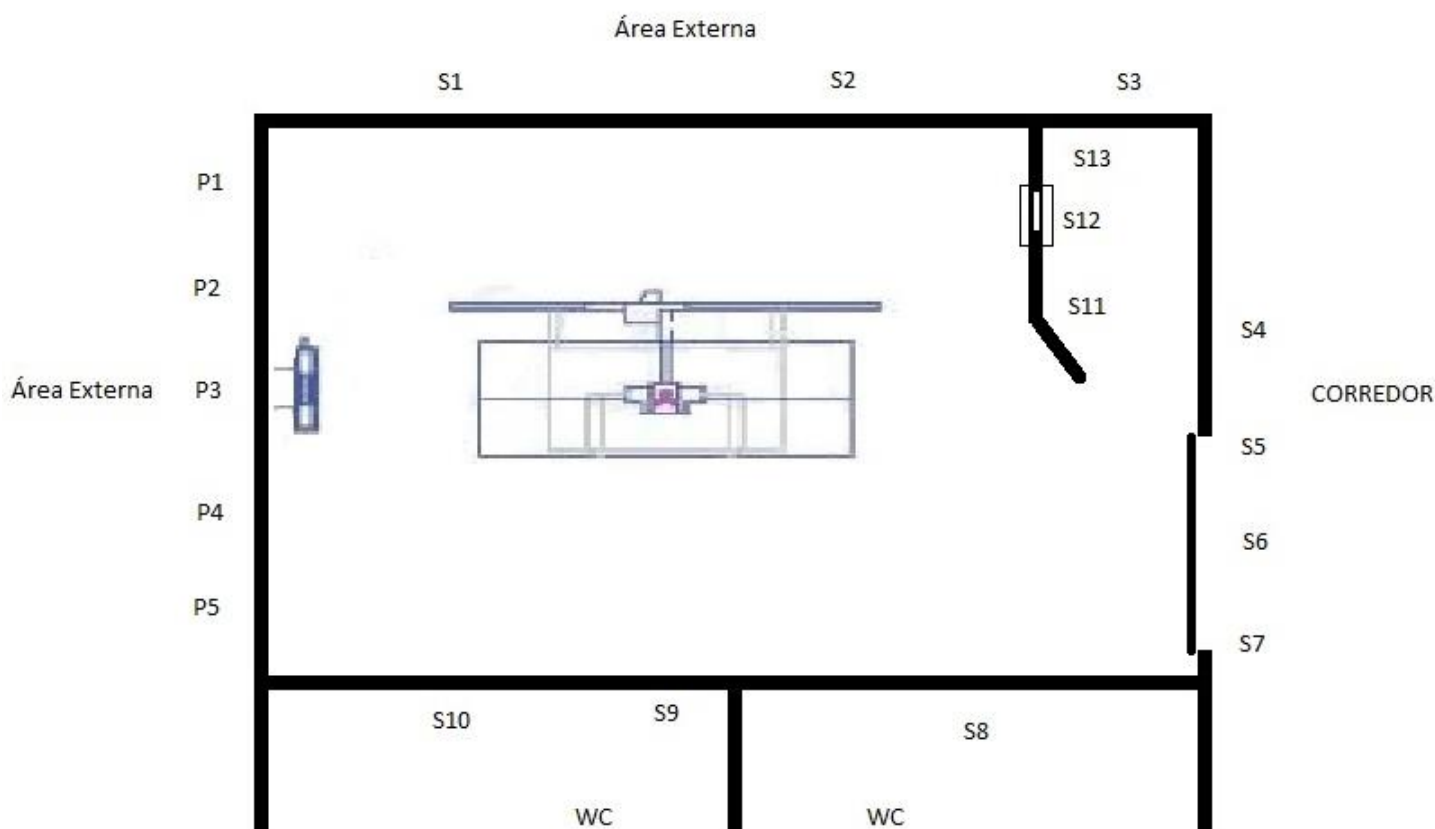 Área Externa
S1
S2
S3
S13
P1
S12
P2
S11
S4
Área Externa
P3
CORREDOR
S5
P4
S6
P5
S7
S10
S9
S8
WC
WC